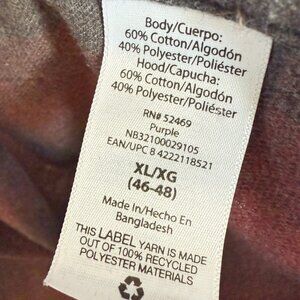 Body/Cuerpo:
60% Cotton/Algodón
40% Polyester/Poliéster
Hood/Capucha:
60% Cotton/Algodón
40% Polyester/Poliéster
RN# 52469
Purple
NB32100029105
EAN/UPC 8 4222118521
XL/XG
(46-48)
Made in/Hecho En
Bangladesh
THIS LABEL YARN IS MADE
OUT OF 100% RECYCLED
POLYESTER MATERIALS